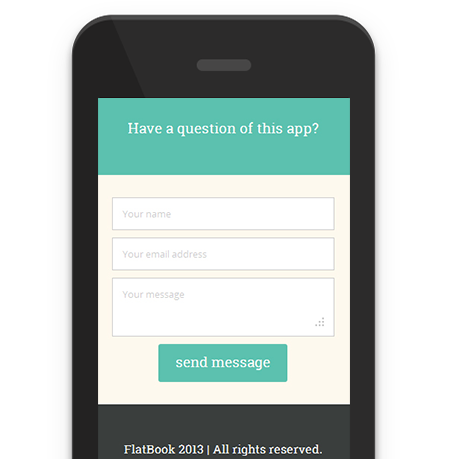 Have a question of this app?
Your name
Your email address
Your message
send message
FlatBook 2013 | All rights reserved.